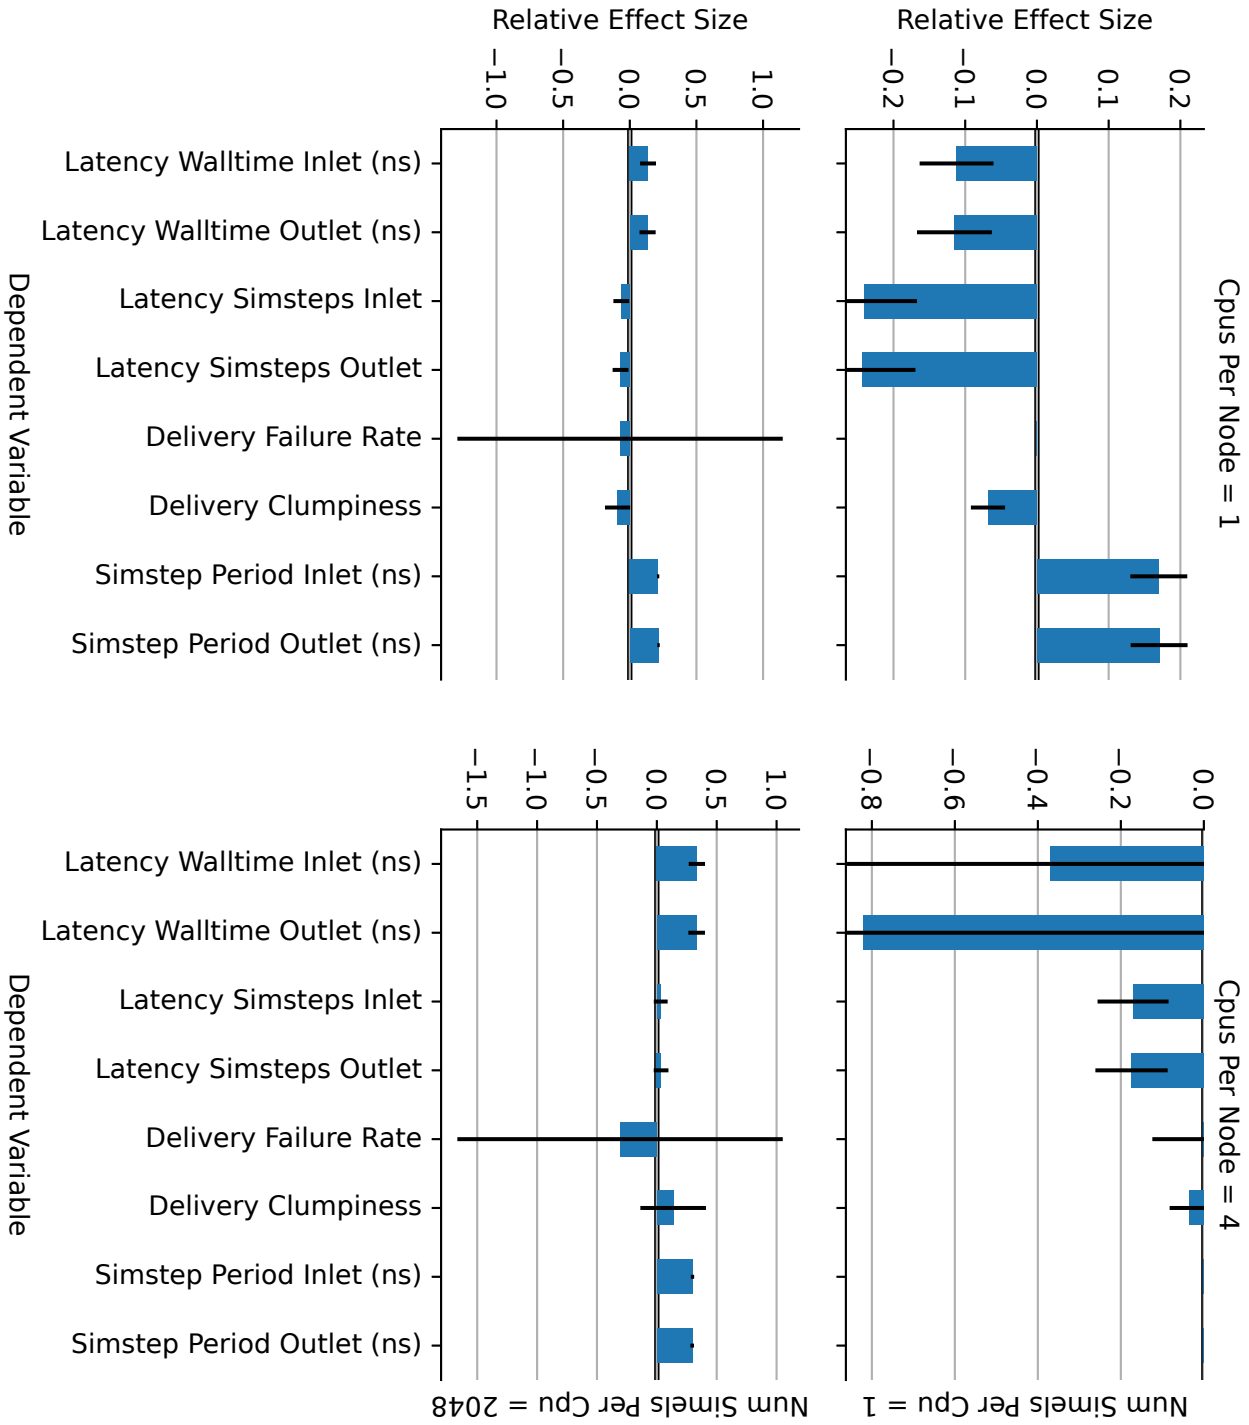 Relative Effect Size
−1.0
−0.5
0.0
0.5
1.0
Relative Effect Size
−0.2
−0.1
0.0
0.1
0.2
Latency Walltime Inlet (ns)
Latency Walltime Outlet (ns)
Latency Simsteps Inlet
Latency Simsteps Outlet
Delivery Failure Rate
Delivery Clumpiness
Simstep Period Inlet (ns)
Simstep Period Outlet (ns)
Dependent Variable
Cpus Per Node = 1
−1.5
−1.0
−0.5
0.0
0.5
1.0
−0.8
−0.6
−0.4
−0.2
0.0
Latency Walltime Inlet (ns)
Latency Walltime Outlet (ns)
Latency Simsteps Inlet
Latency Simsteps Outlet
Delivery Failure Rate
Delivery Clumpiness
Simstep Period Inlet (ns)
Simstep Period Outlet (ns)
Dependent Variable
Cpus Per Node = 4
Num Simels Per Cpu = 2048
Num Simels Per Cpu = 1